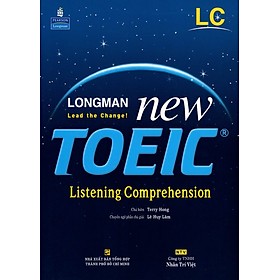 PEARSON
Longman
LC
LONGMAN new
Lead the Change!
TOEIC®
Listening Comprehension
Chủ biên Terry Hong
Chuyển ngữ phần chú giải Lê Huy Lâm
NHÀ XUẤT BẢN TỔNG HỢP
THÀNH PHỐ HỒ CHÍ MINH
NTV
Công ty TNHH
Nhân Trí Việt